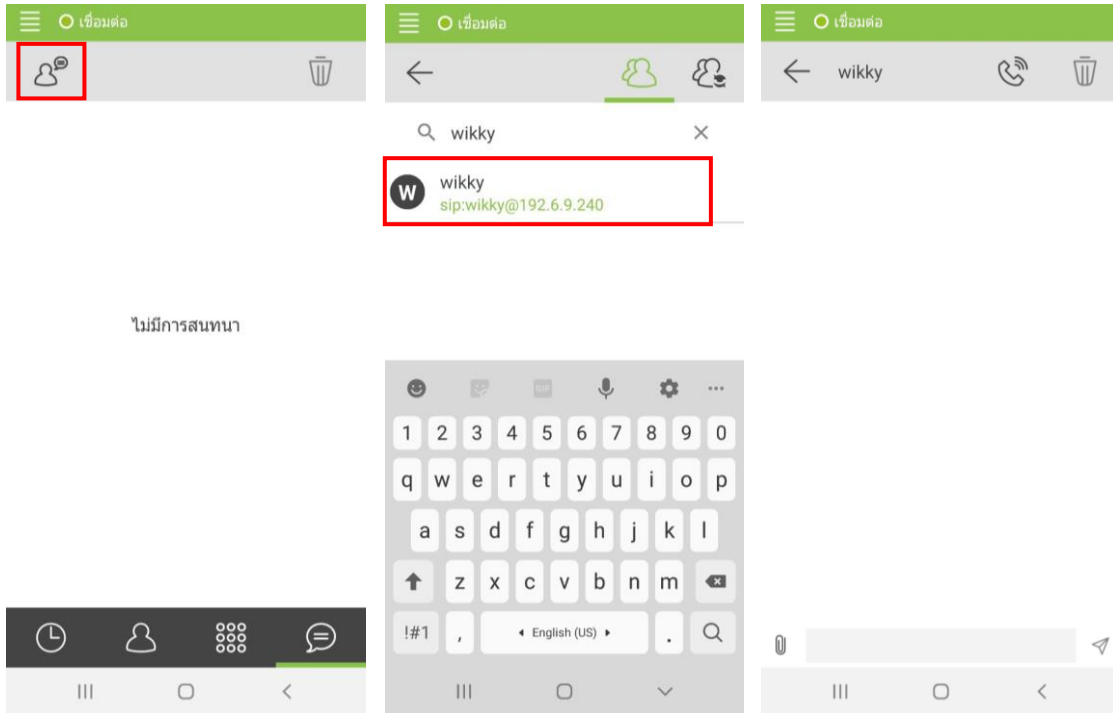 เชื่อมต่อ
ไม่มีการสนทนา
เชื่อมต่อ
wikky
W
wikky
sip:wikky@192.6.9.240
GIF
1 2 3 4 5 6 7 8 9 0
q w e r t y u i o p
a s d f g h j k l
z x c v b n m
!#1 , English (US) .
เชื่อมต่อ
wikky